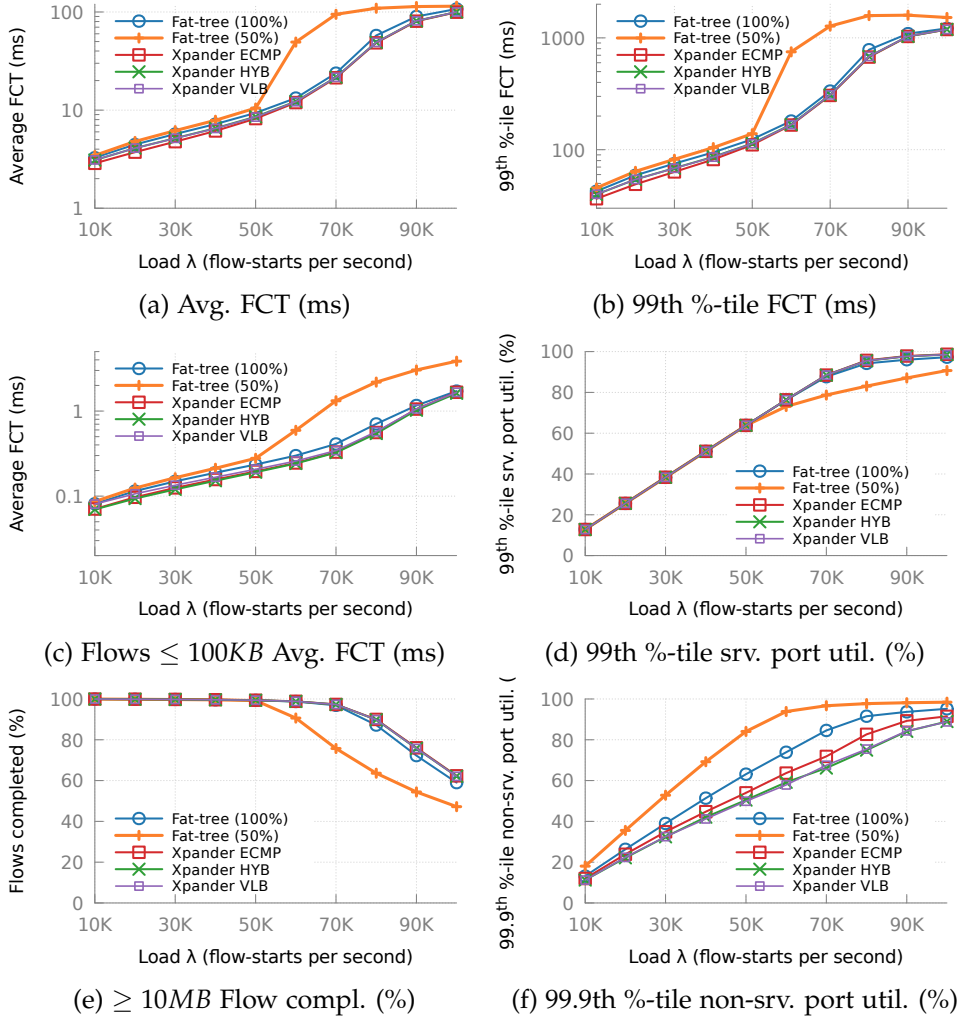 Average FCT (ms)
100
10
1
Fat-tree (100%)
Fat-tree (50%)
Xpander ECMP
Xpander HYB
Xpander VLB
10K 30K 50K 70K 90K
Load λ (flow-starts per second)
(a) Avg. FCT (ms)
99th %-ile FCT (ms)
1000
100
Fat-tree (100%)
Fat-tree (50%)
Xpander ECMP
Xpander HYB
Xpander VLB
10K 30K 50K 70K 90K
Load λ (flow-starts per second)
(b) 99th %-tile FCT (ms)
Average FCT (ms)
1
0.1
Fat-tree (100%)
Fat-tree (50%)
Xpander ECMP
Xpander HYB
Xpander VLB
10K 30K 50K 70K 90K
Load λ (flow-starts per second)
(c) Flows ≤ 100KB Avg. FCT (ms)
99th %-ile srv. port util. (%)
100
80
60
40
20
0
Fat-tree (100%)
Fat-tree (50%)
Xpander ECMP
Xpander HYB
Xpander VLB
10K 30K 50K 70K 90K
Load λ (flow-starts per second)
(d) 99th %-tile srv. port util. (%)
Flows completed (%)
100
80
60
40
20
0
Fat-tree (100%)
Fat-tree (50%)
Xpander ECMP
Xpander HYB
Xpander VLB
10K 30K 50K 70K 90K
Load λ (flow-starts per second)
(e) ≥ 10MB Flow compl. (%)
99.9th %-ile non-srv. port util. (
100
80
60
40
20
0
Fat-tree (100%)
Fat-tree (50%)
Xpander ECMP
Xpander HYB
Xpander VLB
10K 30K 50K 70K 90K
Load λ (flow-starts per second)
(f) 99.9th %-tile non-srv. port util. (%)